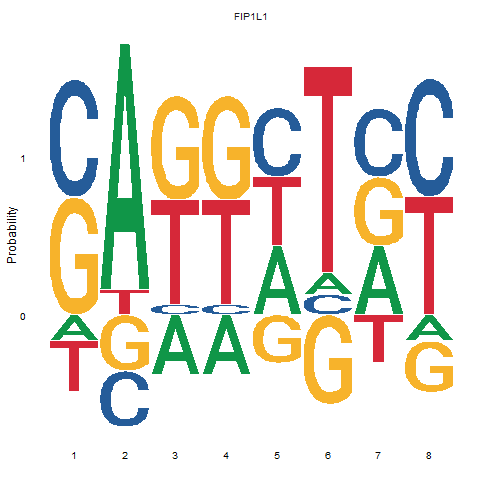 FIP1L1
Probability
1
0
C A G G C T C C
G T T T T A G T
A G C C A C A A
T C A A G G T G
1 2 3 4 5 6 7 8